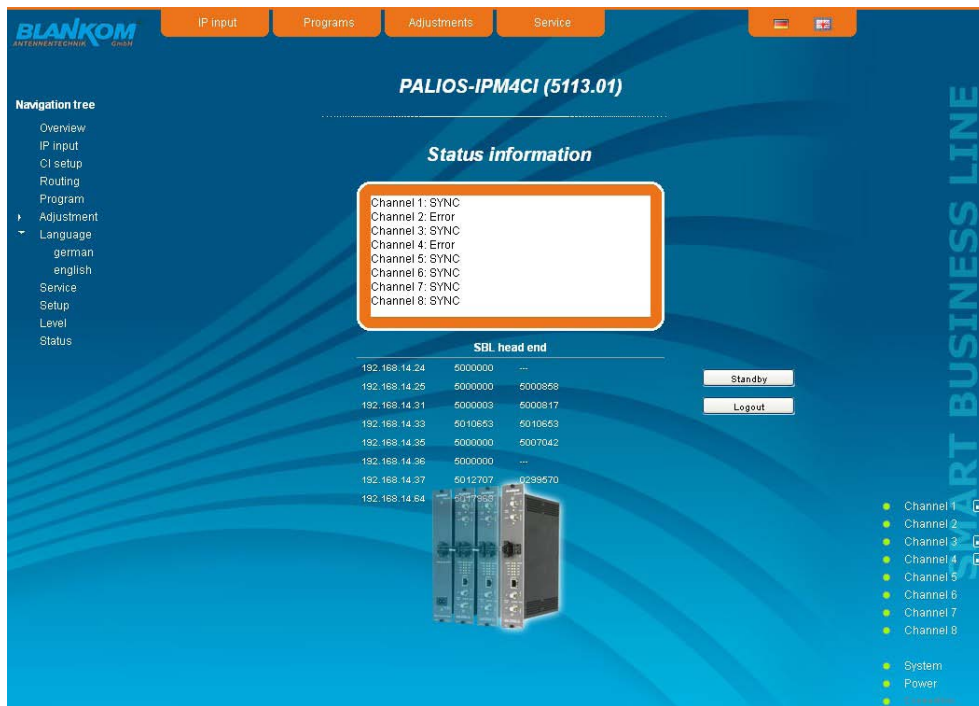 BLANKOM
ANTENNENTECHNIK GmbH
IP input
Programs
Adjustments
Service
PALIOS-IPM4CI (5113.01)
Navigation tree
Overview
IP input
CI setup
Routing
Program
Adjustment
Language
german
english
Service
Setup
Level
Status
Status information
Channel 1: SYNC
Channel 2: Error
Channel 3: SYNC
Channel 4: Error
Channel 5: SYNC
Channel 6: SYNC
Channel 7: SYNC
Channel 8: SYNC
SBL head end
192.168.14.24 5000000 ---
192.168.14.25 5000000 5000858
192.168.14.31 5000003 5000817
192.168.14.33 5010653 5010653
192.168.14.35 5000000 5007042
192.168.14.36 5000000 ---
192.168.14.37 5012707 0299570
192.168.14.64
Standby
Logout
SMART BUSINESS LINE
Channel 1
Channel 2
Channel 3
Channel 4
Channel 5
Channel 6
Channel 7
Channel 8
System
Power